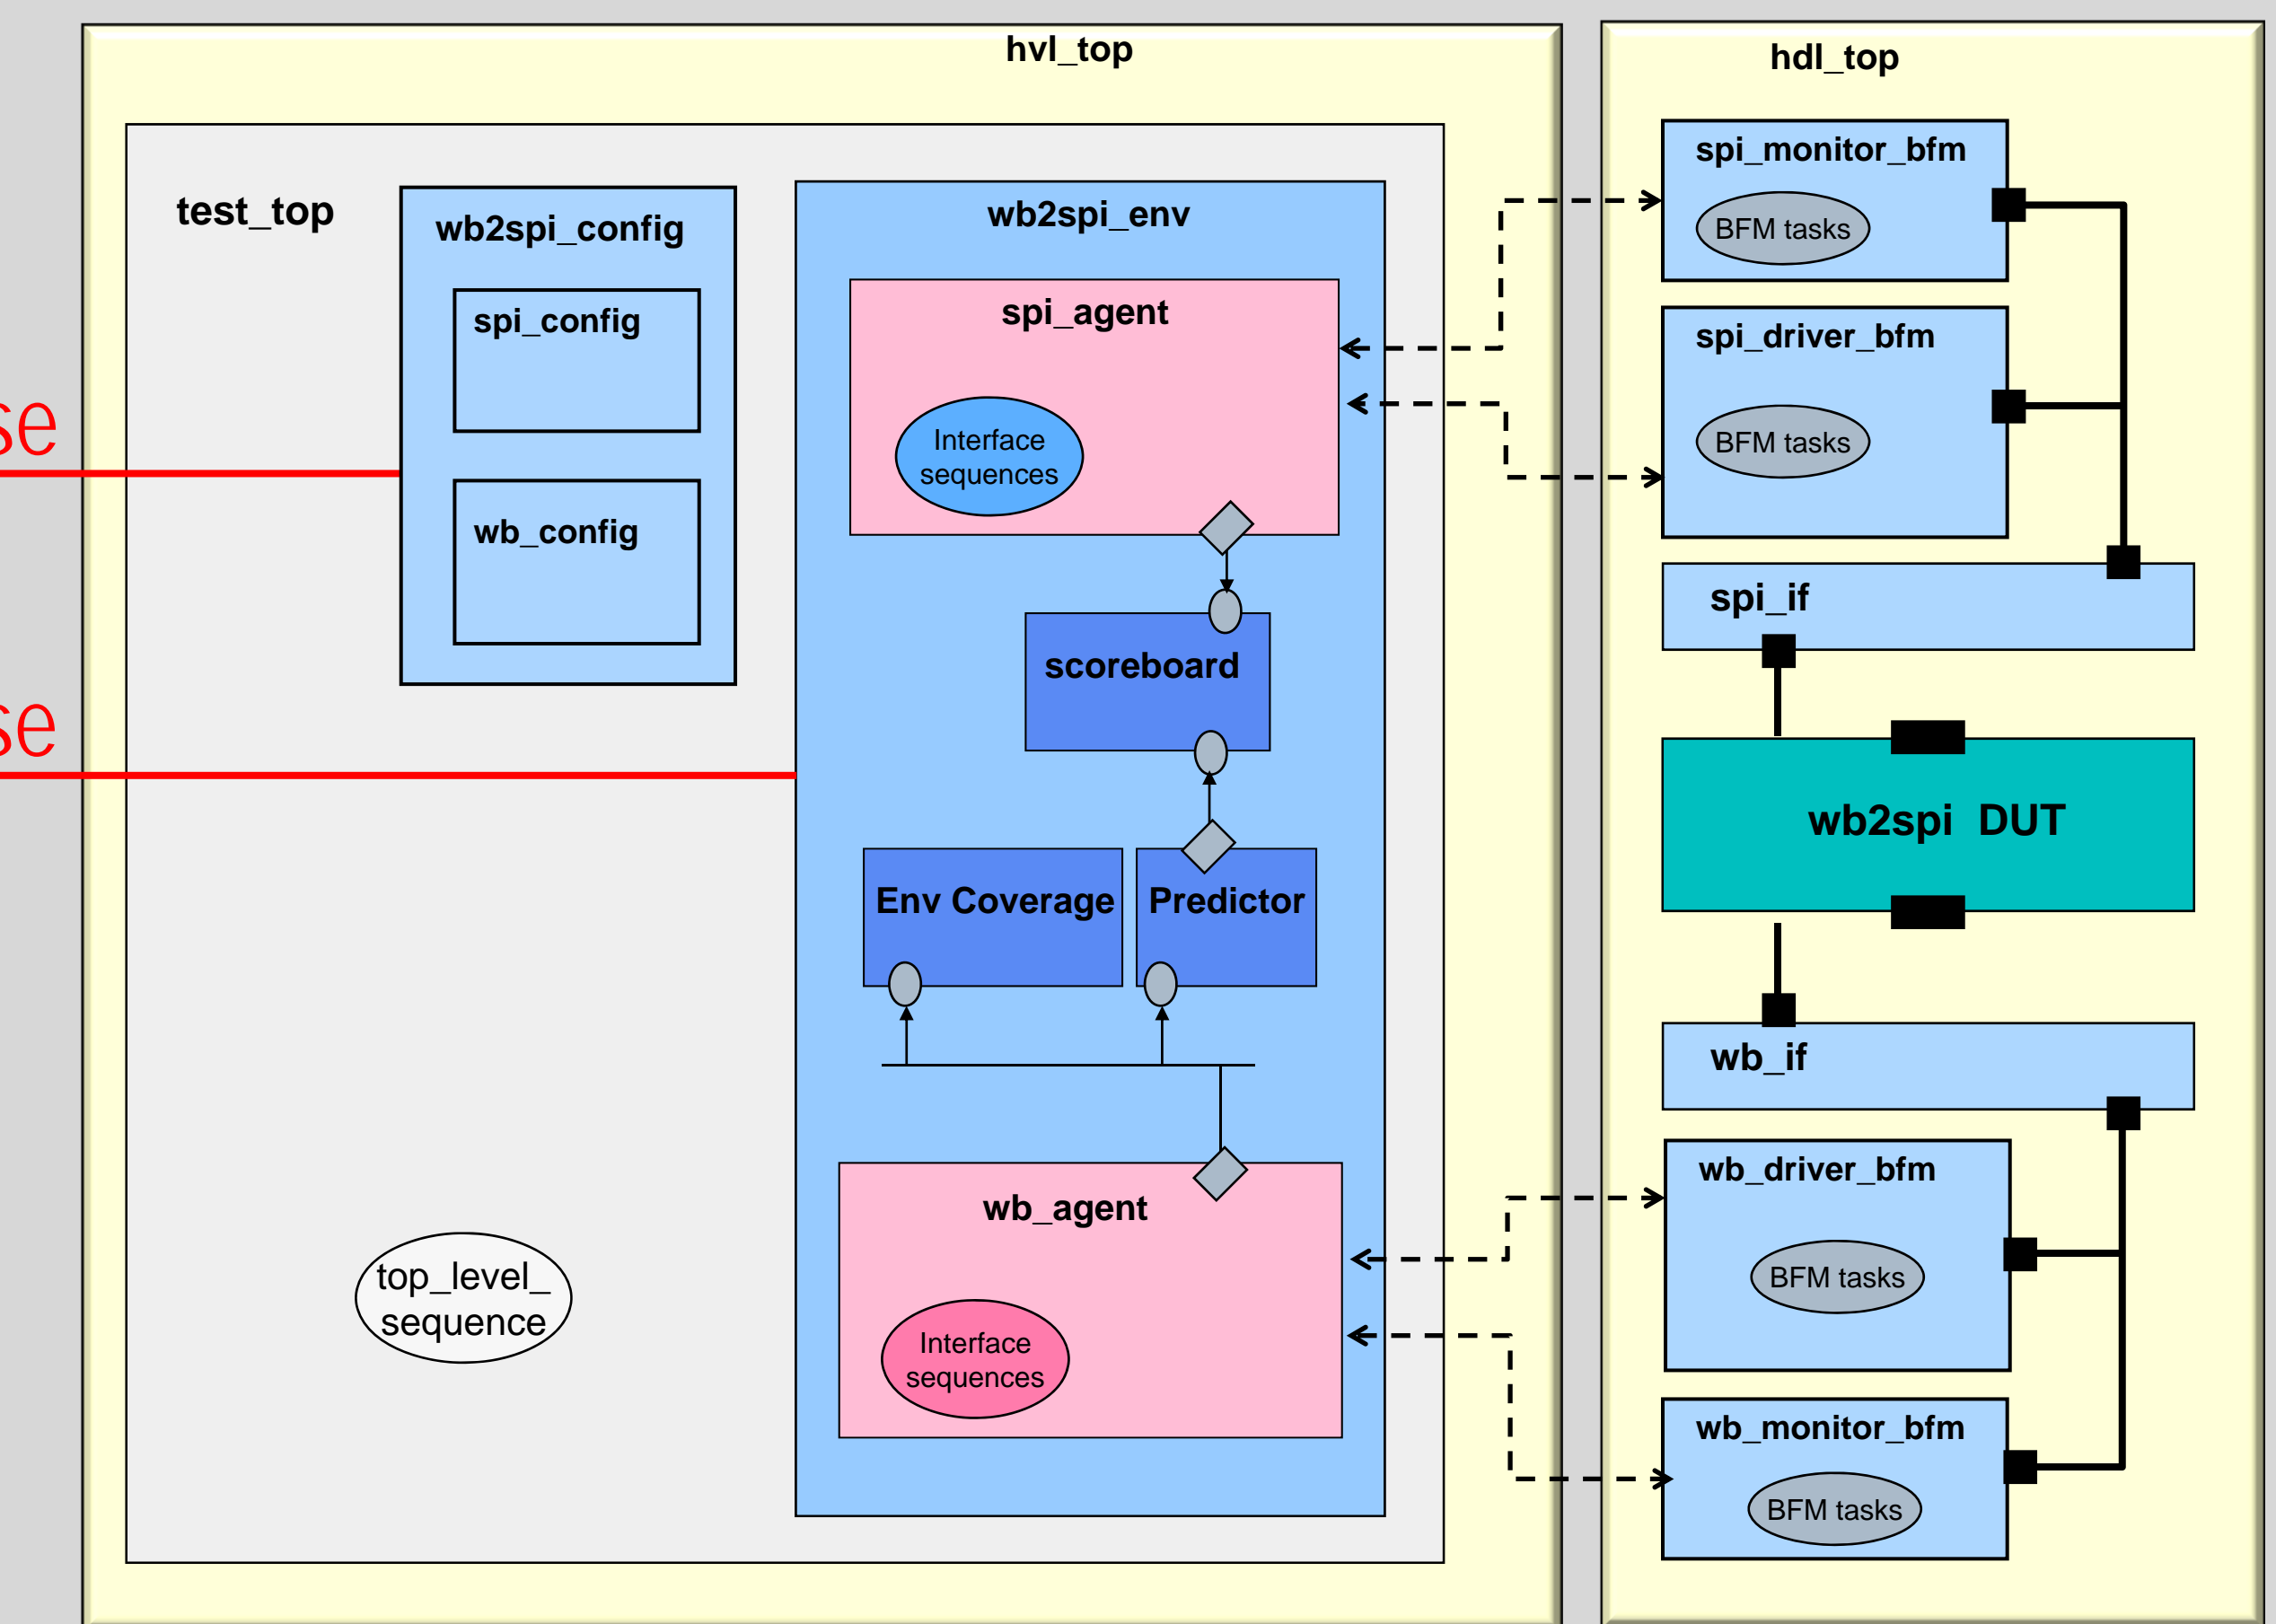 hvl_top
test_top
wb2spi_config
spi_config
wb_config
top_level_
sequence
wb2spi_env
spi_agent
Interface
sequences
scoreboard
Env Coverage
Predictor
wb_agent
Interface
sequences
hdl_top
spi_monitor_bfm
BFM tasks
spi_driver_bfm
BFM tasks
spi_if
wb2spi DUT
wb_if
wb_driver_bfm
BFM tasks
wb_monitor_bfm
BFM tasks